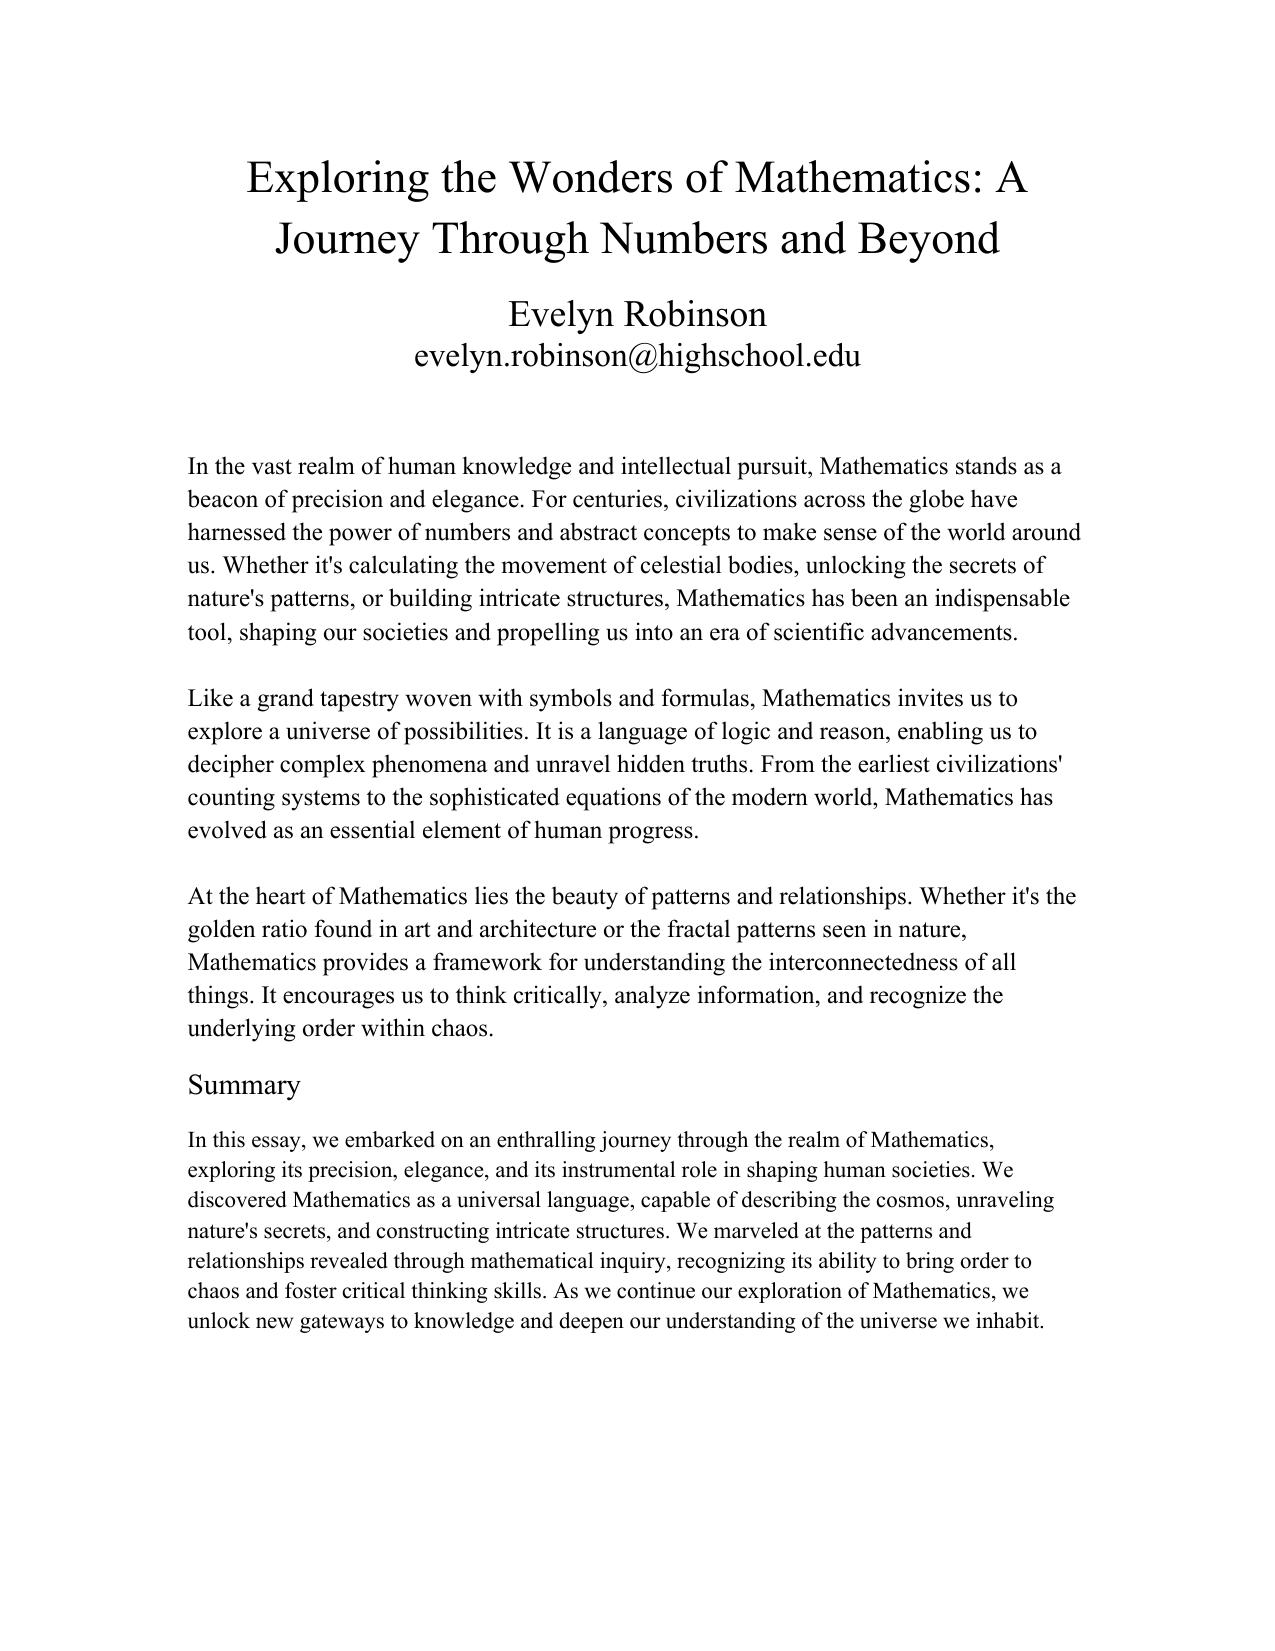 Exploring the Wonders of Mathematics: A
Journey Through Numbers and Beyond
Evelyn Robinson
evelyn.robinson@highschool.edu
In the vast realm of human knowledge and intellectual pursuit, Mathematics stands as a
beacon of precision and elegance. For centuries, civilizations across the globe have
harnessed the power of numbers and abstract concepts to make sense of the world around
us. Whether it's calculating the movement of celestial bodies, unlocking the secrets of
nature's patterns, or building intricate structures, Mathematics has been an indispensable
tool, shaping our societies and propelling us into an era of scientific advancements.
Like a grand tapestry woven with symbols and formulas, Mathematics invites us to
explore a universe of possibilities. It is a language of logic and reason, enabling us to
decipher complex phenomena and unravel hidden truths. From the earliest civilizations'
counting systems to the sophisticated equations of the modern world, Mathematics has
evolved as an essential element of human progress.
At the heart of Mathematics lies the beauty of patterns and relationships. Whether it's the
golden ratio found in art and architecture or the fractal patterns seen in nature,
Mathematics provides a framework for understanding the interconnectedness of all
things. It encourages us to think critically, analyze information, and recognize the
underlying order within chaos.
Summary
In this essay, we embarked on an enthralling journey through the realm of Mathematics,
exploring its precision, elegance, and its instrumental role in shaping human societies. We
discovered Mathematics as a universal language, capable of describing the cosmos, unraveling
nature's secrets, and constructing intricate structures. We marveled at the patterns and
relationships revealed through mathematical inquiry, recognizing its ability to bring order to
chaos and foster critical thinking skills. As we continue our exploration of Mathematics, we
unlock new gateways to knowledge and deepen our understanding of the universe we inhabit.